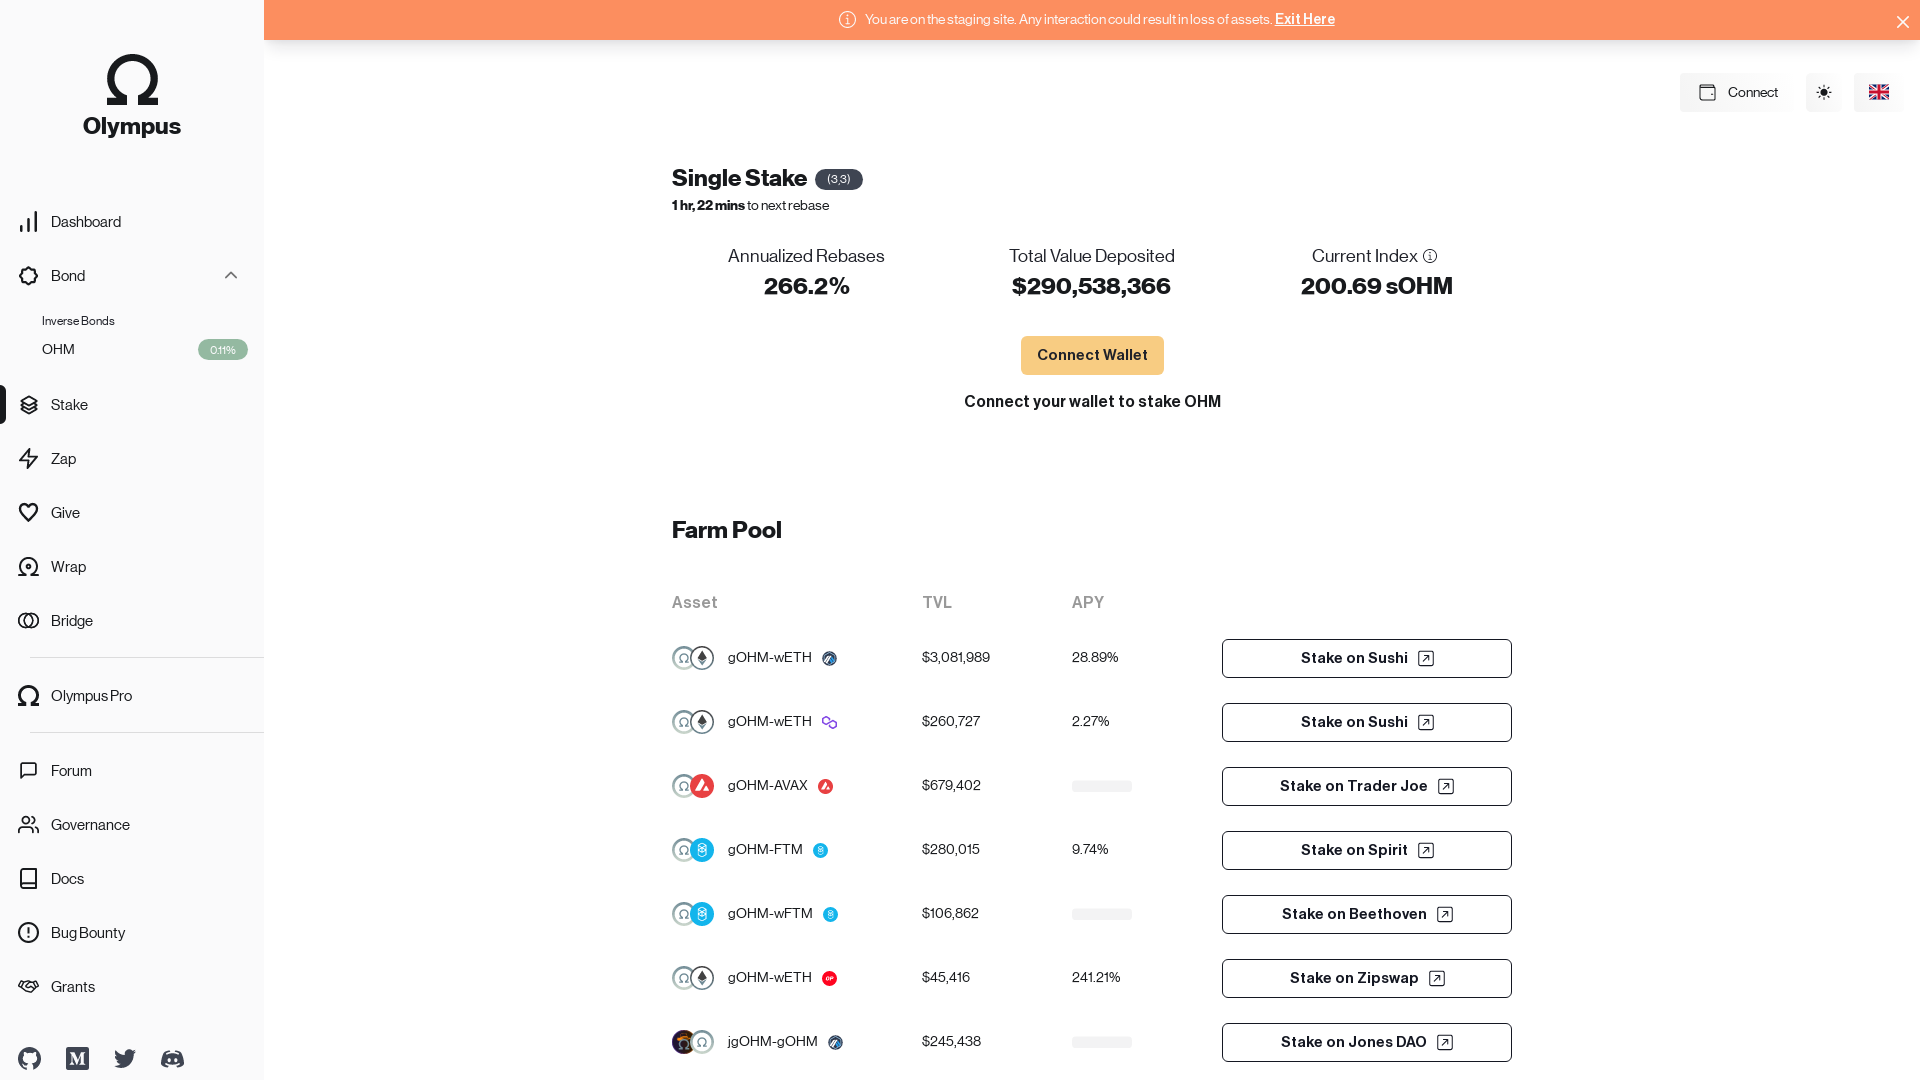 You are on the staging site. Any interaction could result in loss of assets. Exit Here
Olympus
Connect
Dashboard
Bond
Inverse Bonds
OHM 0.11%
Stake
Zap
Give
Wrap
Bridge
Olympus Pro
Forum
Governance
Docs
Bug Bounty
Grants
Single Stake (3,3)
1 hr, 22 mins to next rebase
Annualized Rebases
266.2%
Total Value Deposited
$290,538,366
Current Index
200.69 sOHM
Connect Wallet
Connect your wallet to stake OHM
Farm Pool
Asset TVL APY
gOHM-wETH $3,081,989 28.89% Stake on Sushi
gOHM-wETH $260,727 2.27% Stake on Sushi
gOHM-AVAX $679,402 Stake on Trader Joe
gOHM-FTM $280,015 9.74% Stake on Spirit
gOHM-wFTM $106,862 Stake on Beethoven
gOHM-wETH $45,416 241.21% Stake on Zipswap
jgOHM-gOHM $245,438 Stake on Jones DAO